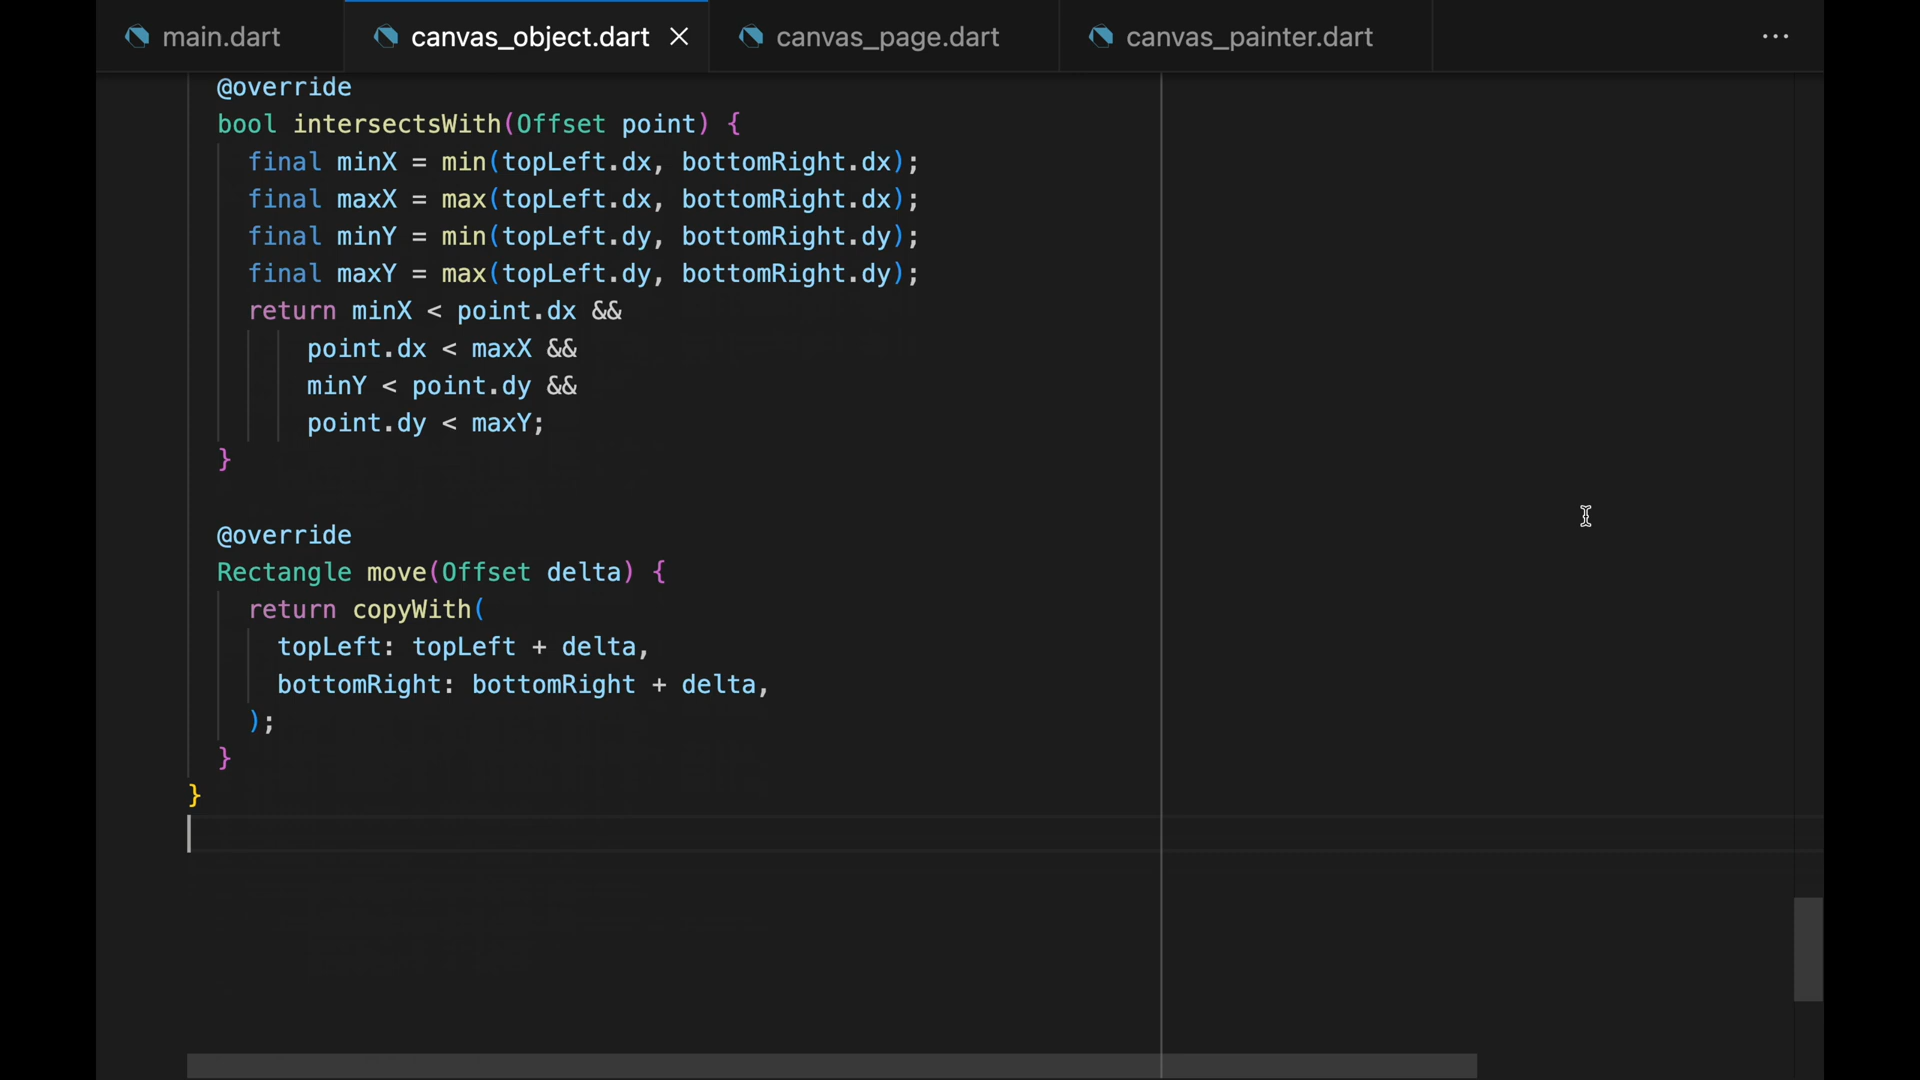 main.dart
canvas_object.dart
canvas_page.dart
canvas_painter.dart
@override
bool intersectsWith(Offset point) {
final minX = min(topLeft.dx, bottomRight.dx);
final maxX = max(topLeft.dx, bottomRight.dx);
final minY = min(topLeft.dy, bottomRight.dy);
final maxY = max(topLeft.dy, bottomRight.dy);
return minX < point.dx &&
point.dx < maxX &&
minY < point.dy &&
point.dy < maxY;
}
@override
Rectangle move(Offset delta) {
return copyWith(
topLeft: topLeft + delta,
bottomRight: bottomRight + delta,
);
}
}